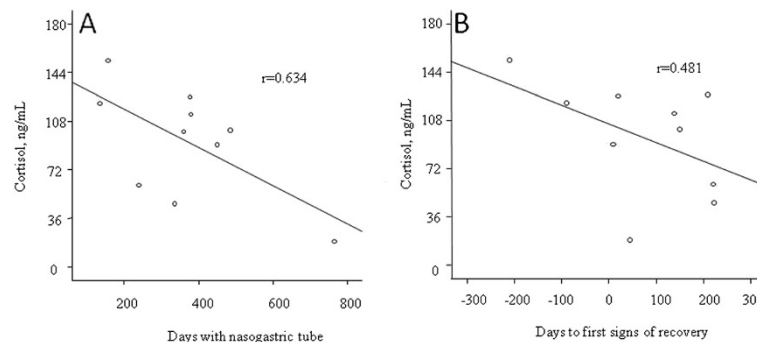 A
r=0.634
180
144
108
72
36
0
Cortisol, ng/mL
200 400 600 800
Days with nasogastric tube
B
r=0.481
180
144
108
72
36
0
Cortisol, ng/mL
-300 -200 -100 0 100 200 30
Days to first signs of recovery